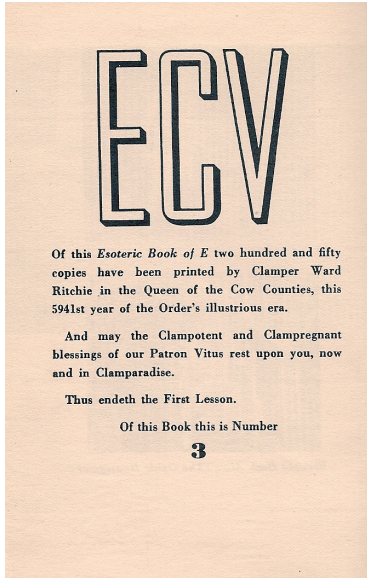 ECV
Of this Esoteric Book of E two hundred and fifty
copies have been printed by Clamper Ward
Ritchie in the Queen of the Cow Counties, this
5941st year of the Order's illustrious era.
And may the Clampotent and Clampregnant
blessings of our Patron Vitus rest upon you, now
and in Clamparadise.
Thus endeth the First Lesson.
Of this Book this is Number
3